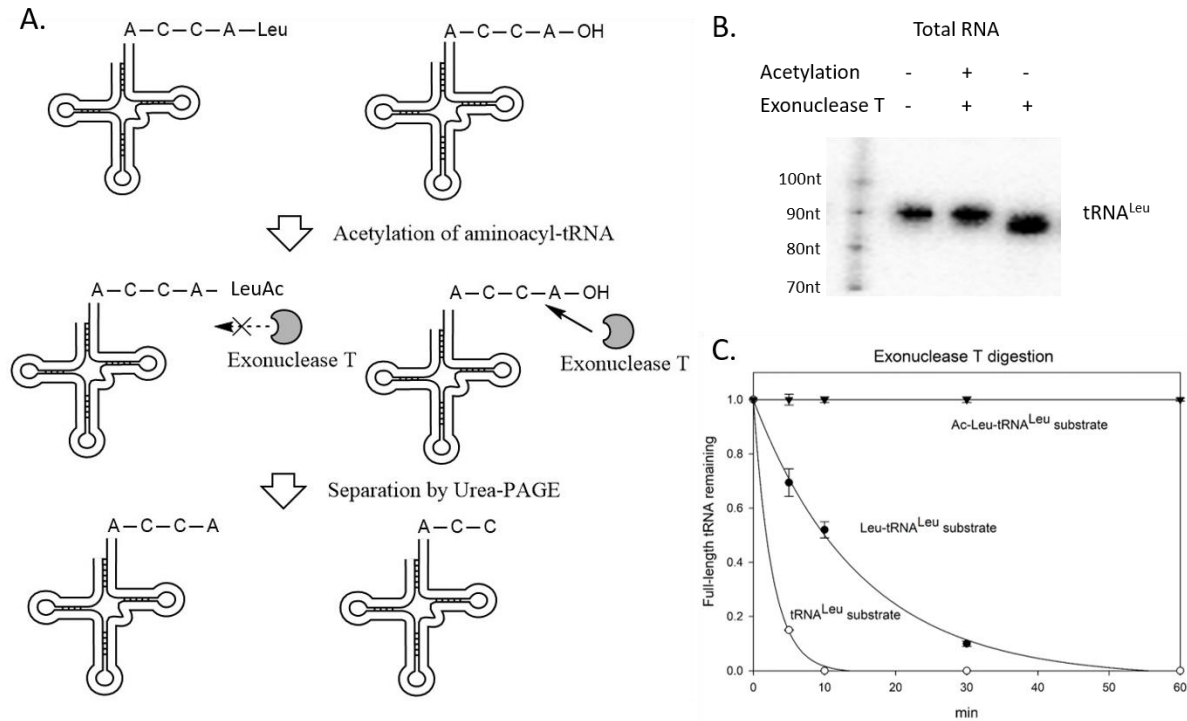 A.
A – C – C – A – Leu
A – C – C – A – OH
Acetylation of aminoacyl-tRNA
A – C – C – A - LeuAc
A – C – C – A – OH
Exonuclease T
Exonuclease T
Separation by Urea-PAGE
A – C – C – A
A – C – C
B.
Total RNA
Acetylation - + -
Exonuclease T - + +
100nt
90nt
80nt
70nt
tRNALeu
C.
Exonuclease T digestion
Full-length tRNA remaining
1.0
0.8
0.6
0.4
0.2
0.0
Ac-Leu-tRNALeu substrate
Leu-tRNALeu substrate
tRNALeu substrate
0 10 20 30 40 50 60
min